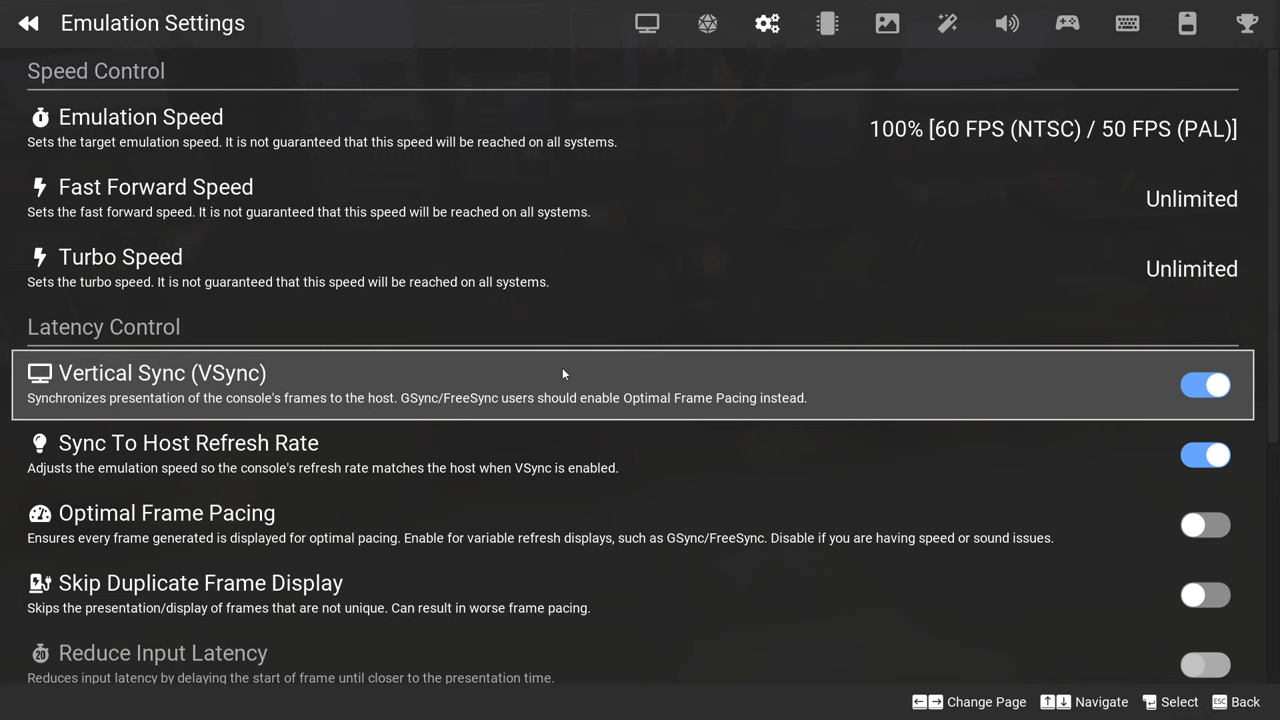 Emulation Settings
Speed Control
Emulation Speed
Sets the target emulation speed. It is not guaranteed that this speed will be reached on all systems.
100% [60 FPS (NTSC) / 50 FPS (PAL)]
Fast Forward Speed
Sets the fast forward speed. It is not guaranteed that this speed will be reached on all systems.
Unlimited
Turbo Speed
Sets the turbo speed. It is not guaranteed that this speed will be reached on all systems.
Unlimited
Latency Control
Vertical Sync (VSync)
Synchronizes presentation of the console's frames to the host. GSync/FreeSync users should enable Optimal Frame Pacing instead.
Sync To Host Refresh Rate
Adjusts the emulation speed so the console's refresh rate matches the host when VSync is enabled.
Optimal Frame Pacing
Ensures every frame generated is displayed for optimal pacing. Enable for variable refresh displays, such as GSync/FreeSync. Disable if you are having speed or sound issues.
Skip Duplicate Frame Display
Skips the presentation/display of frames that are not unique. Can result in worse frame pacing.
20 Reduce Input Latency
Reduces input latency by delaying the start of frame until closer to the presentation time.
Change Page Navigate Select ESC Back